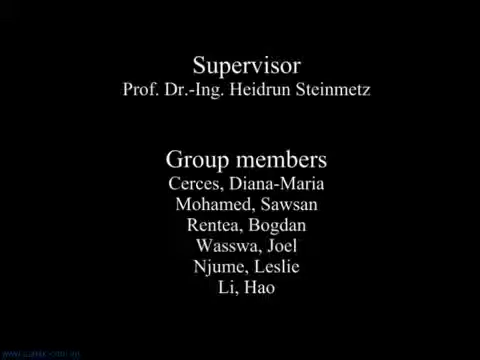 Supervisor
Prof. Dr.-Ing. Heidrun Steinmetz
Group members
Cerces, Diana-Maria
Mohamed, Sawsan
Rentea, Bogdan
Wasswa, Joel
Njume, Leslie
Li, Hao